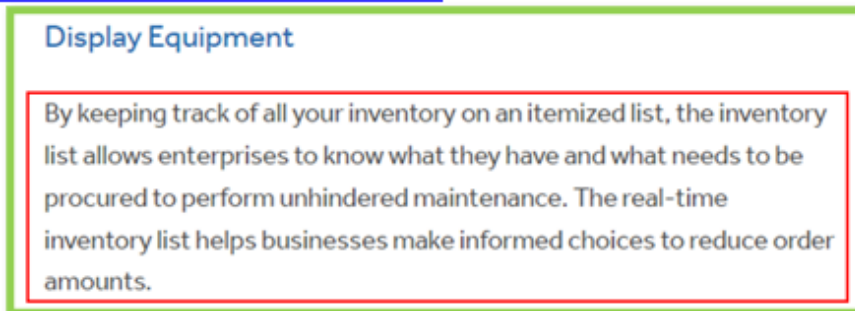 Display Equipment
By keeping track of all your inventory on an itemized list, the inventory
list allows enterprises to know what they have and what needs to be
procured to perform unhindered maintenance. The real-time
inventory list helps businesses make informed choices to reduce order
amounts.